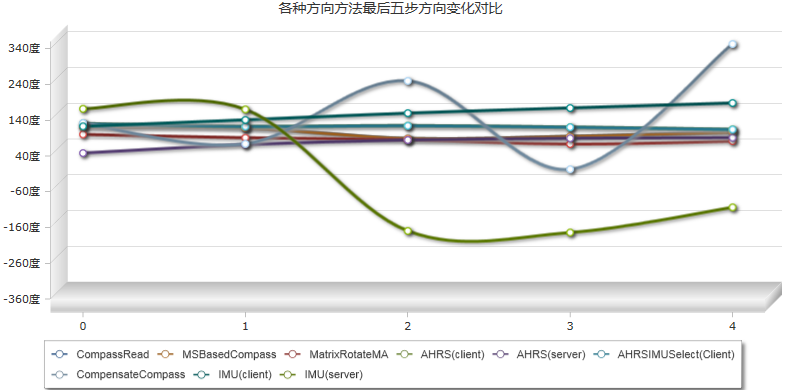 各种方向方法最后五步方向变化对比
340度
240度
140度
40度
-60度
-160度
-260度
-360度
0 1 2 3 4
CompassRead MSBasedCompass MatrixRotateMA AHRS(client) AHRS(server) AHRSIMUSelect(Client)
CompensateCompass IMU(client) IMU(server)